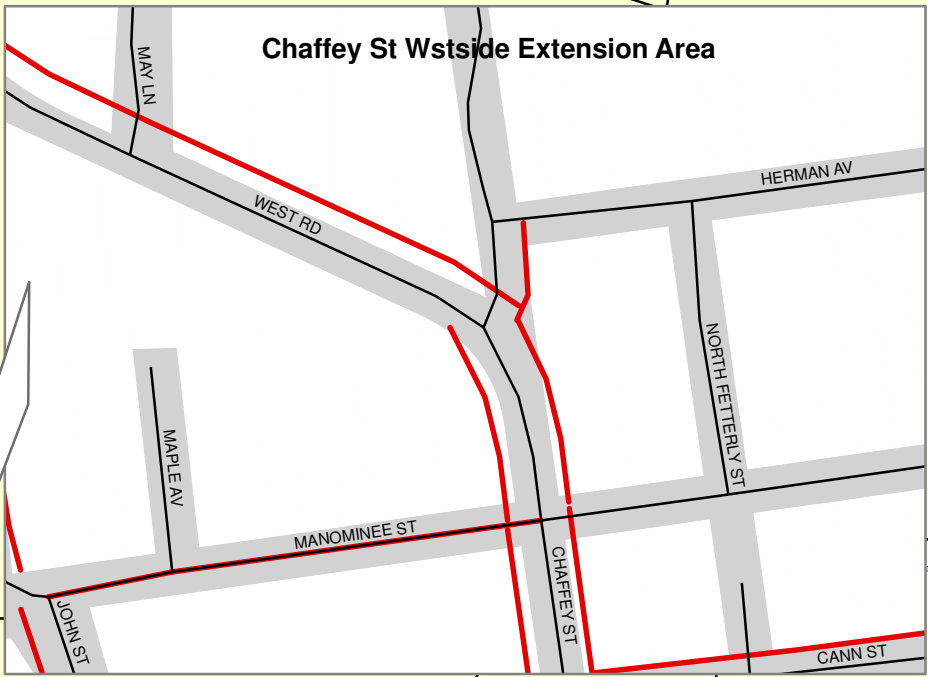 Chaffey St Wstside Extension Area
MAY LN
HERMAN AV
WEST RD
NORTH FETTERLY ST
MAPLE AV
MANOMINEE ST
CHAFFEY ST
JOHN ST
CANN ST